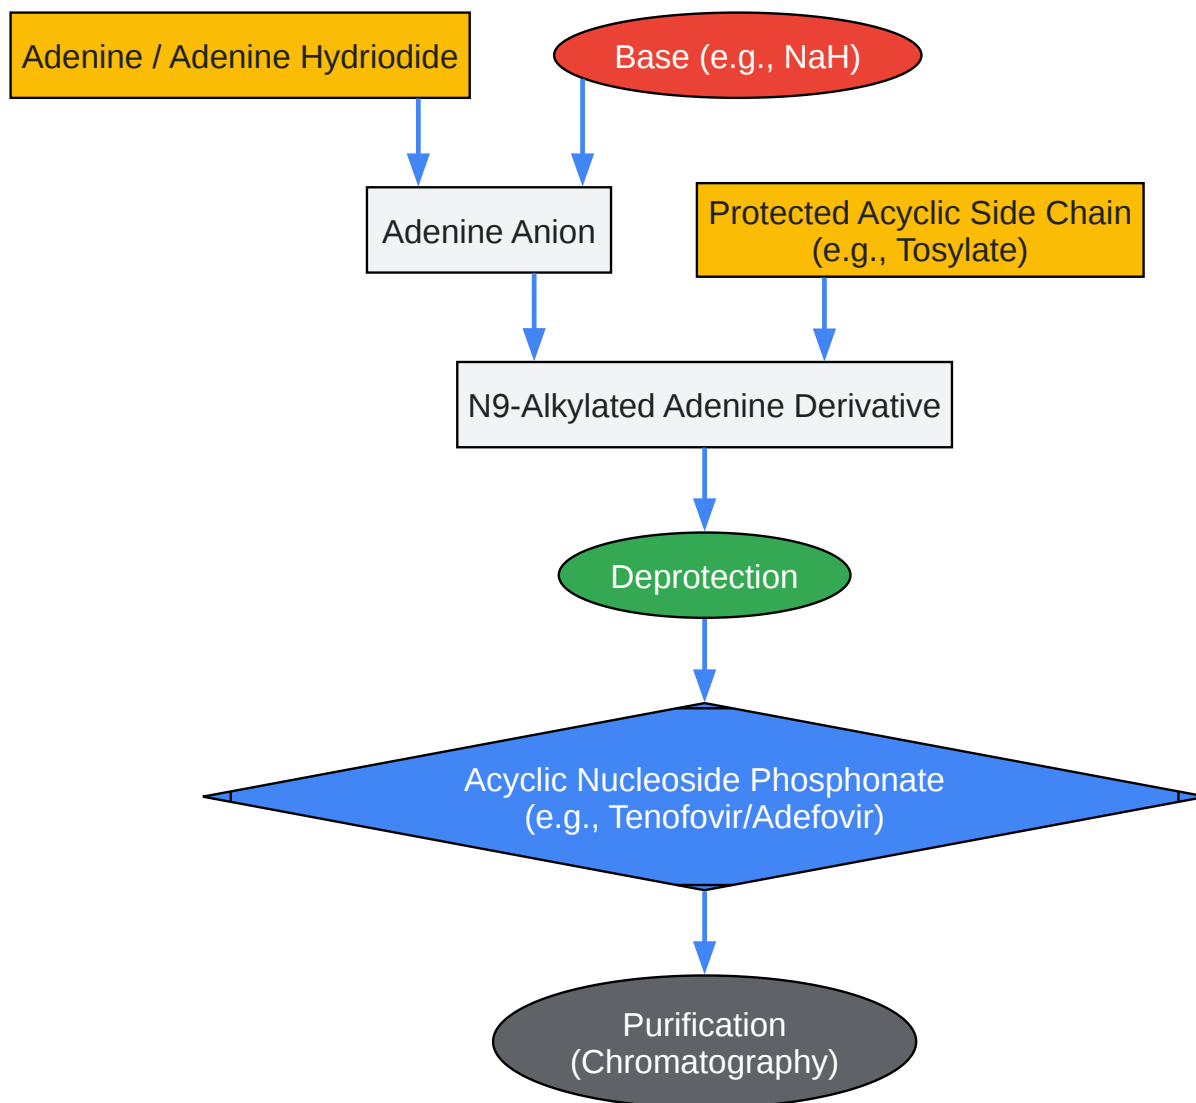 Adenine / Adenine Hydriodide
Base (e.g., NaH)
Adenine Anion
Protected Acyclic Side Chain
(e.g., Tosylate)
N9-Alkylated Adenine Derivative
Deprotection
Acyclic Nucleoside Phosphonate
(e.g., Tenofovir/Adefovir)
Purification
(Chromatography)